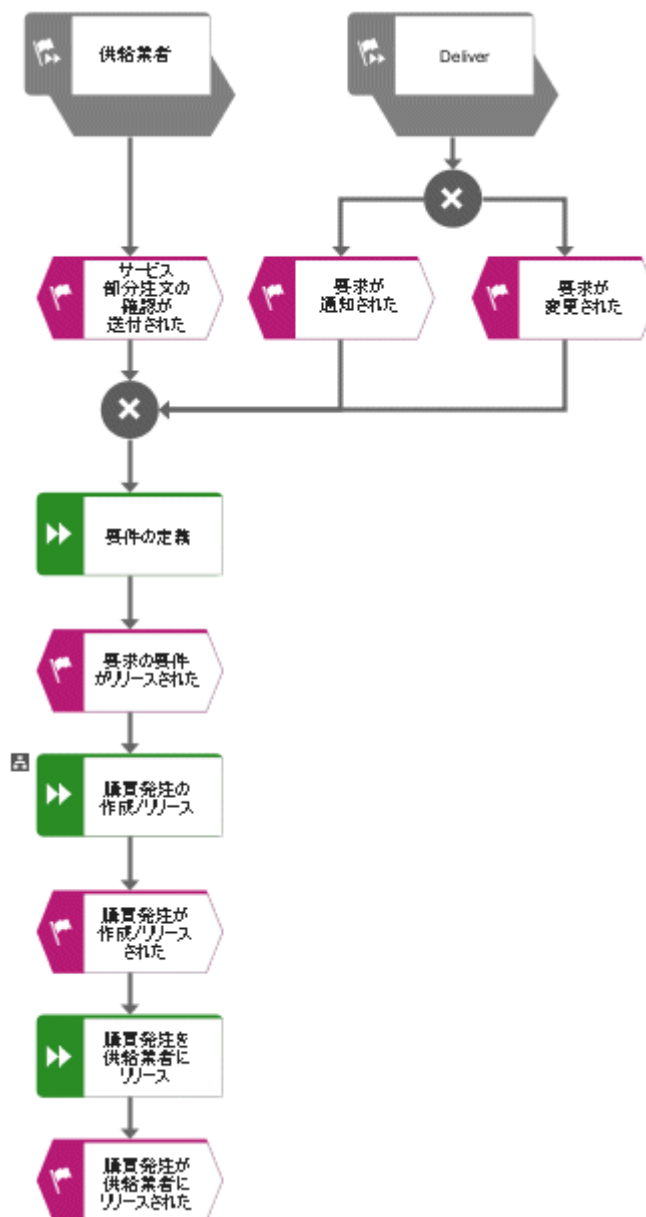 供給業者
Deliver
サービス
部分注文の
確認が
送付された
要求が
通知された
要求が
変更された
要件の定義
要求の要件
がリリースされた
購買発注の
作成/リリース
購買発注が
作成/リリース
された
購買発注を
供給業者に
リリース
購買発注が
供給業者に
リリースされた